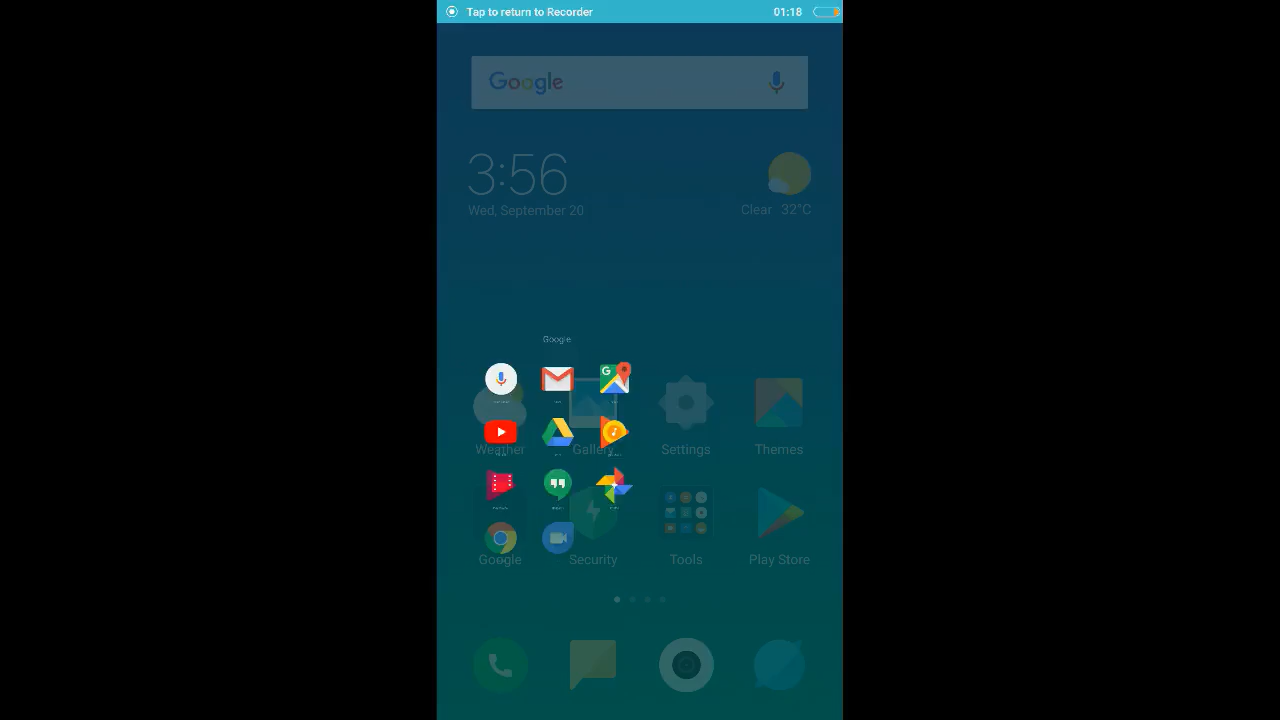 Tap to return to Recorder 01:18
Google
3:56
Wed, September 20
Clear 32°C
Google
G
Weather Gallery Settings Themes
Google Security Tools Play Store